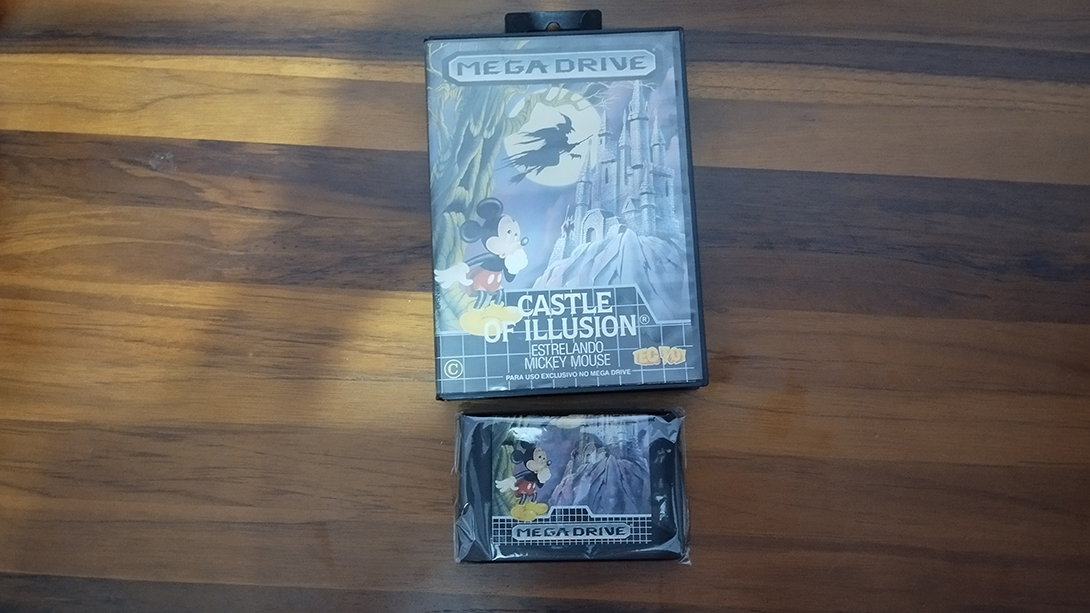 MEGA DRIVE
CASTLE
OF ILLUSION®
ESTRELANDO
MICKEY MOUSE
TEC TOY
©
PARA USO EXCLUSIVO NO MEGA DRIVE
MEGA DRIVE